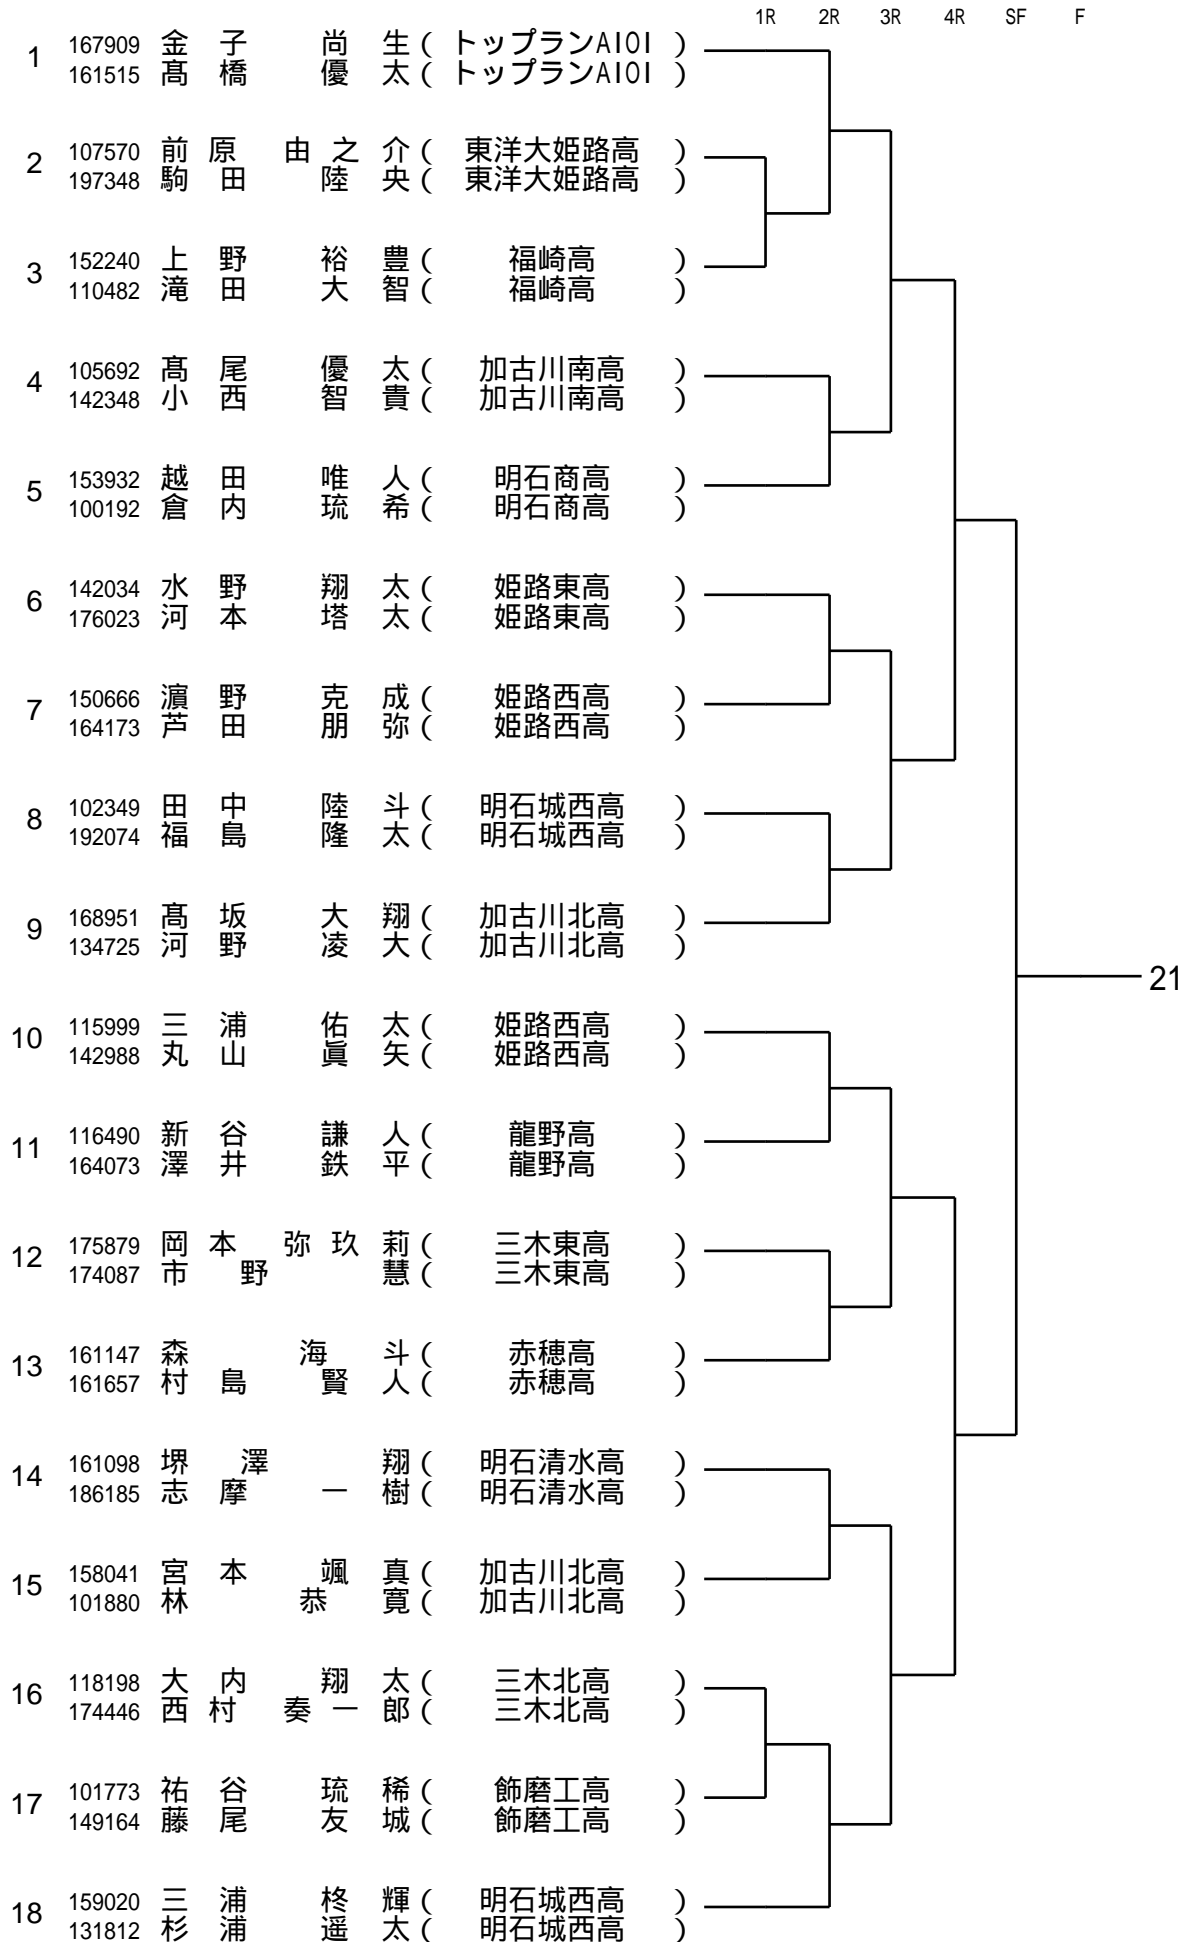 1R 2R 3R 4R SF F
1 167909 金子 尚生 ( トップランAIOI )
161515 髙橋 優太 ( トップランAIOI )
2 107570 前原 由之介 ( 東洋大姫路高 )
197348 駒田 陸央 ( 東洋大姫路高 )
3 152240 上野 裕豊 ( 福崎高 )
110482 滝田 大智 ( 福崎高 )
4 105692 髙尾 優太 ( 加古川南高 )
142348 小西 智貴 ( 加古川南高 )
5 153932 越田 唯人 ( 明石商高 )
100192 倉内 琉希 ( 明石商高 )
6 142034 水野 翔太 ( 姫路東高 )
176023 河本 塔太 ( 姫路東高 )
7 150666 濵野 克成 ( 姫路西高 )
164173 芦田 朋弥 ( 姫路西高 )
8 102349 田中 陸斗 ( 明石城西高 )
192074 福島 隆太 ( 明石城西高 )
9 168951 髙坂 大翔 ( 加古川北高 )
134725 河野 凌大 ( 加古川北高 )
21
10 115999 三浦 佑太 ( 姫路西高 )
142988 丸山 眞矢 ( 姫路西高 )
11 116490 新谷 謙人 ( 龍野高 )
164073 澤井 鉄平 ( 龍野高 )
12 175879 岡本 弥玖莉 ( 三木東高 )
174087 市野 慧 ( 三木東高 )
13 161147 森 海斗 ( 赤穂高 )
161657 村島 賢人 ( 赤穂高 )
14 161098 堺澤 翔 ( 明石清水高 )
186185 志摩 一樹 ( 明石清水高 )
15 158041 宮本 颯真 ( 加古川北高 )
101880 林 恭寛 ( 加古川北高 )
16 118198 大内 翔太 ( 三木北高 )
174446 西村 奏一郎 ( 三木北高 )
17 101773 祐谷 琉稀 ( 飾磨工高 )
149164 藤尾 友城 ( 飾磨工高 )
18 159020 三浦 柊輝 ( 明石城西高 )
131812 杉浦 遥太 ( 明石城西高 )